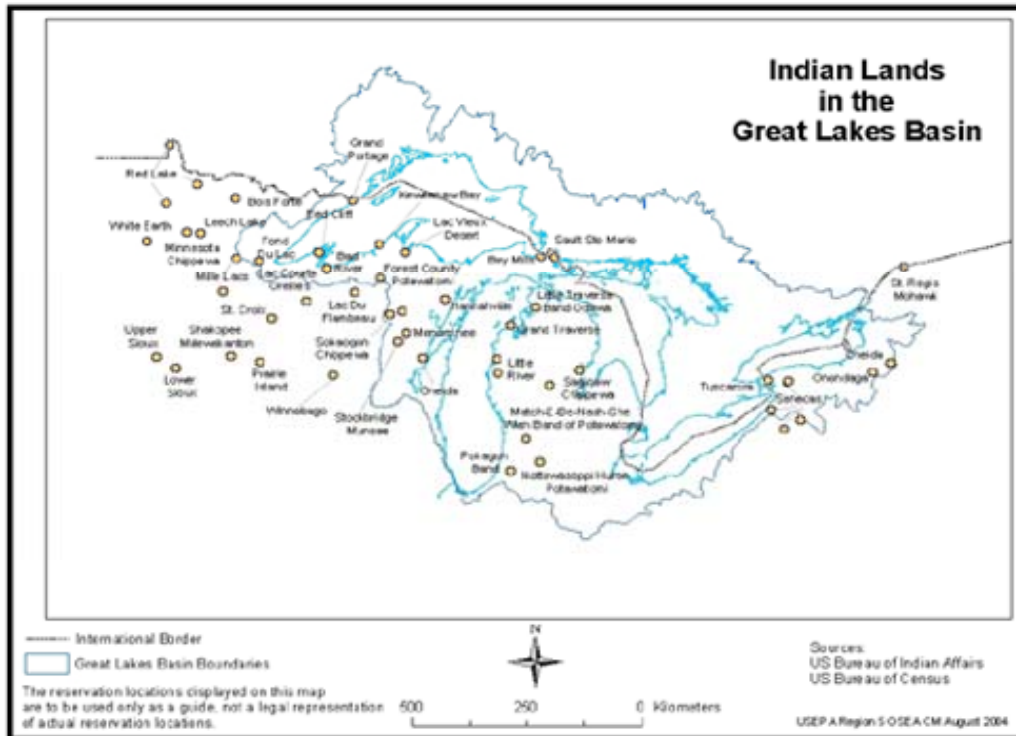 Indian Lands
in the
Great Lakes Basin
Grand
Portage
Red Lake
Bois Forte
Red Cliff
Keweenaw Bay
White Earth
Leech Lake
Lac Vieux
Desert
Minnesota
Chippewa
Fond
Du Lac
Bad
River
Sault Ste Marie
Bay Mills
Mille Lacs
Lac Courte
Oreilles
Forest County
Potawatomi
St. Regis
Mohawk
St. Croix
Lac Du
Flambeau
Hannahville
Little Traverse
Band Odawa
Upper
Sioux
Shakopee
Sokaogon
Chippewa
Menominee
Grand Traverse
Lower
Sioux
Prairie
Island
Little
River
Saginaw
Chippewa
Oneida
Tuscarora
Onondaga
Oneida
Senecas
Winnebago
Stockbridge
Munsee
Match-E-Be-Nash-She
Wish Band of Potawatomi
Pokagon
Band
Nottawaseppi Huron
Potawatomi
N
International Border
Great Lakes Basin Boundaries
The reservation locations displayed on this map
are to be used only as a guide, not a legal representation
of actual reservation locations.
500 250 0 Kilometers
Sources:
US Bureau of Indian Affairs
US Bureau of Census
USEPA Region 5 OSEA-CM August 2004